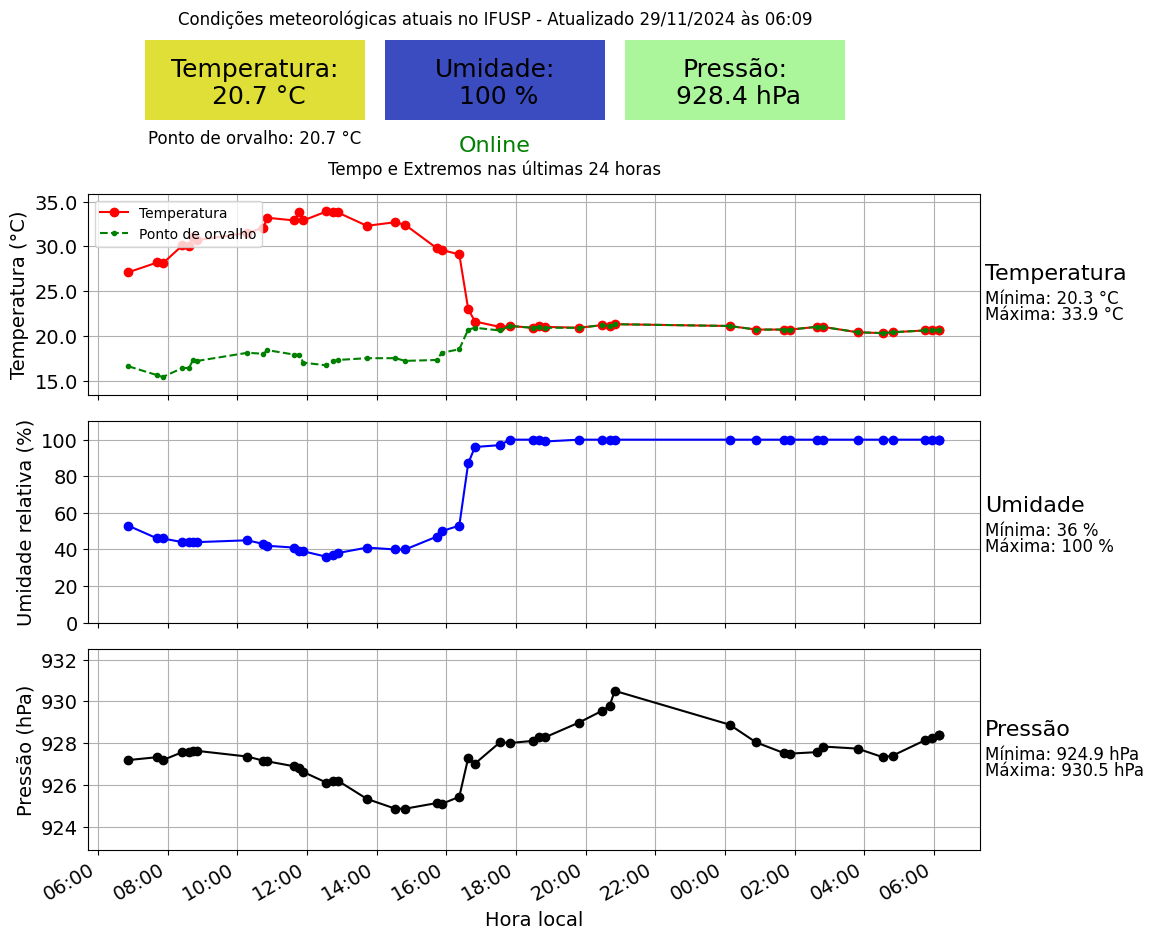 Condições meteorológicas atuais no IFUSP - Atualizado 29/11/2024 às 06:09
Temperatura:
20.7 °C
Umidade:
100 %
Pressão:
928.4 hPa
Ponto de orvalho: 20.7 °C
Online
Tempo e Extremos nas últimas 24 horas
Temperatura (°C)
35.0
30.0
25.0
20.0
15.0
Temperatura
Ponto de orvalho
Temperatura
Mínima: 20.3 °C
Máxima: 33.9 °C
Umidade relativa (%)
100
80
60
40
20
0
Umidade
Mínima: 36 %
Máxima: 100 %
Pressão (hPa)
932
930
928
926
924
Pressão
Mínima: 924.9 hPa
Máxima: 930.5 hPa
06:00 08:00 10:00 12:00 14:00 16:00 18:00 20:00 22:00 00:00 02:00 04:00 06:00
Hora local